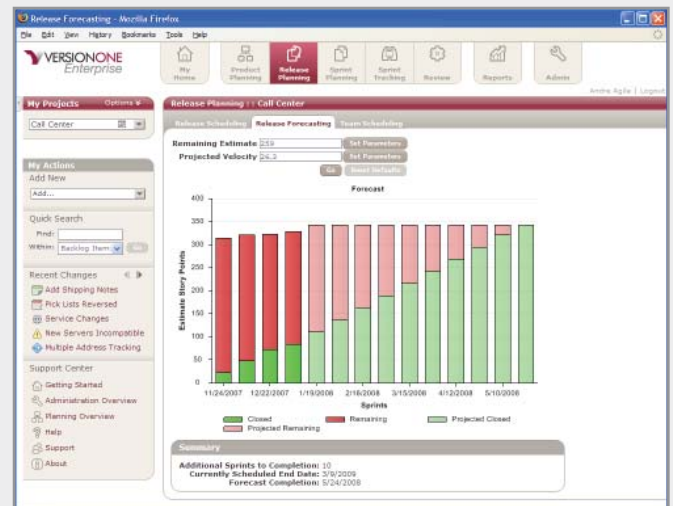 Release Forecasting - Mozilla Firefox
File Edit View History Bookmarks Tools Help
VERSIONONE
Enterprise
My Home
Product Planning
Release Planning
Sprint Planning
Sprint Tracking
Review
Reports
Admin
Andre Agile | Logout
My Projects Options
Call Center
Release Planning :: Call Center
Release Scheduling Release Forecasting Team Scheduling
Remaining Estimate 259 Set Parameters
Projected Velocity 26.3 Set Parameters
Go Reset Defaults
My Actions
Add New
Add...
Quick Search
Find:
Within: Backlog Item Go
Recent Changes
Add Shipping Notes
Pick Lists Reversed
Service Changes
New Servers Incompatible
Multiple Address Tracking
Support Center
Getting Started
Administration Overview
Planning Overview
Help
Support
About
Forecast
Estimate Story Points
400
350
300
250
200
150
100
50
0
11/24/2007 12/22/2007 1/19/2008 2/16/2008 3/15/2008 4/12/2008 5/10/2008
Sprints
Closed Remaining Projected Closed
Projected Remaining
Summary
Additional Sprints to Completion: 10
Currently Scheduled End Date: 3/9/2009
Forecast Completion: 5/24/2008